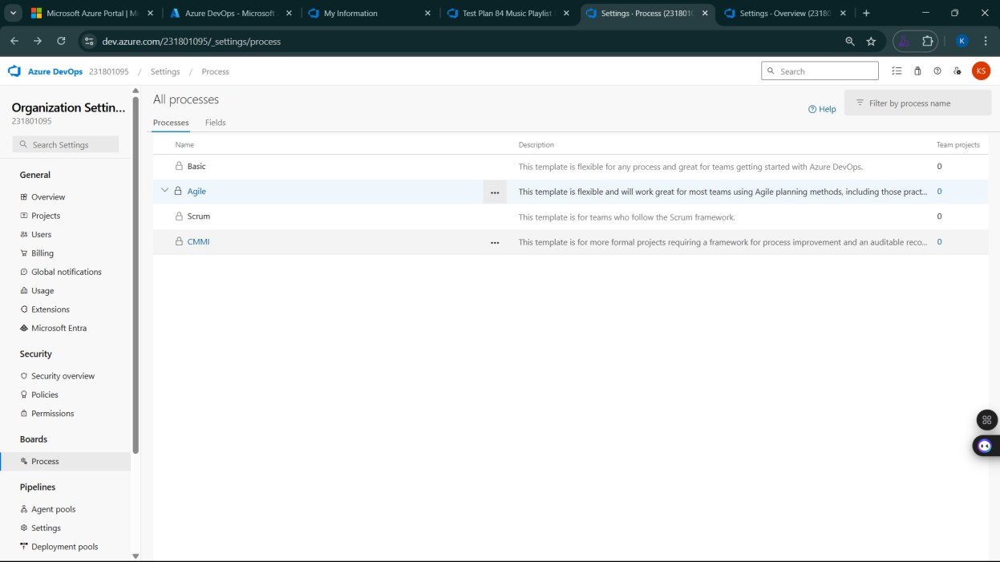 Microsoft Azure Portal | Mi
Azure DevOps - Microsoft
My Information
Test Plan 84 Music Playlist
Settings · Process (231801
Settings · Overview (23180
dev.azure.com/231801095/_settings/process
K
Azure DevOps 231801095 / Settings / Process
Search
KS
Organization Settin...
231801095
Search Settings
General
Overview
Projects
Users
Billing
Global notifications
Usage
Extensions
Microsoft Entra
Security
Security overview
Policies
Permissions
Boards
Process
Pipelines
Agent pools
Settings
Deployment pools
All processes
Help
Filter by process name
Processes Fields
Name Description Team projects
Basic This template is flexible for any process and great for teams getting started with Azure DevOps. 0
Agile ... This template is flexible and will work great for most teams using Agile planning methods, including those pract... 0
Scrum This template is for teams who follow the Scrum framework. 0
CMMI ... This template is for more formal projects requiring a framework for process improvement and an auditable reco... 0